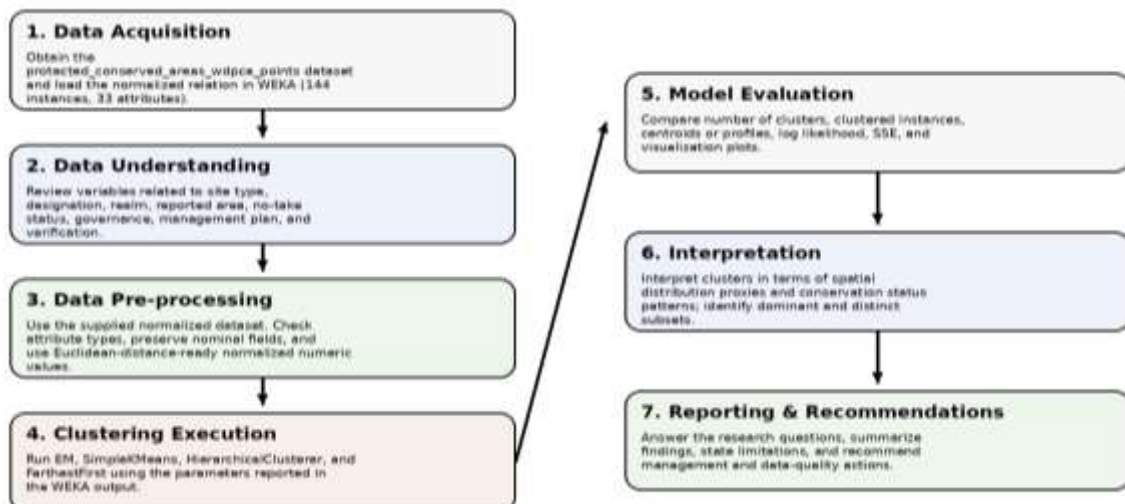 1. Data Acquisition
Obtain the
protected_conserved_areas_wdpca_points dataset
and load the normalized relation in WEKA (144
instances, 33 attributes).
2. Data Understanding
Review variables related to site type,
designation, realm, reported area, no-take
status, governance, management plan, and
verification.
3. Data Pre-processing
Use the supplied normalized dataset. Check
attribute types, preserve nominal fields, and
use Euclidean-distance-ready normalized numeric
values.
4. Clustering Execution
Run EM, SimpleKMeans, HierarchicalClusterer, and
FarthestFirst using the parameters reported in
the WEKA output.
5. Model Evaluation
Compare number of clusters, clustered instances,
centroids or profiles, log likelihood, SSE, and
visualization plots.
6. Interpretation
Interpret clusters in terms of spatial
distribution proxies and conservation status
patterns; identify dominant and distinct
subsets.
7. Reporting & Recommendations
Answer the research questions, summarize
findings, state limitations, and recommend
management and data-quality actions.